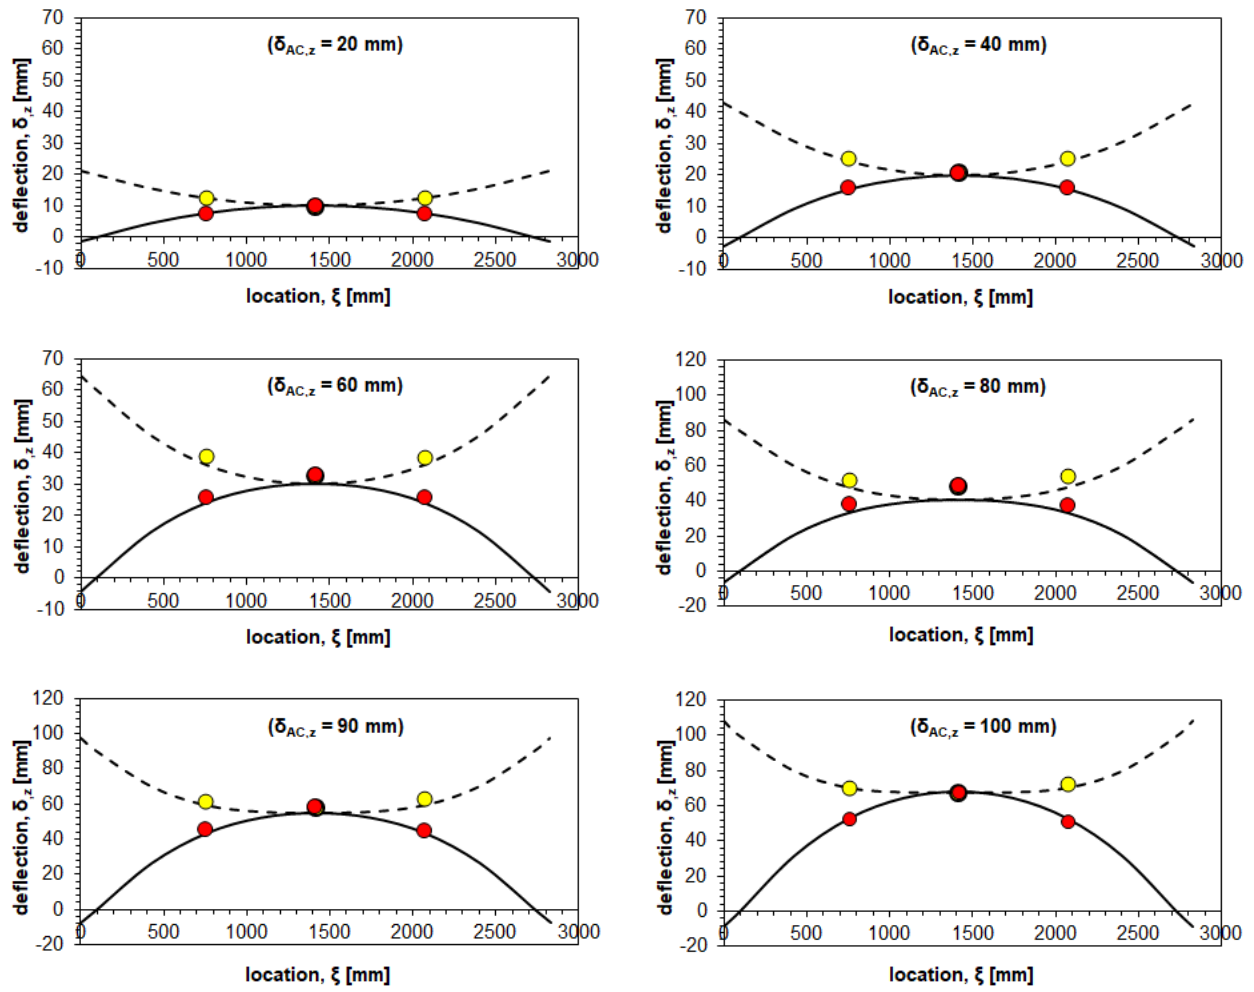 70
60
50
40
30
20
10
0
-10
deflection, δ,z [mm]
(δAC,z = 20 mm)
0 500 1000 1500 2000 2500 3000
location, ξ [mm]
70
60
50
40
30
20
10
0
-10
deflection, δ,z [mm]
(δAC,z = 40 mm)
0 500 1000 1500 2000 2500 3000
location, ξ [mm]
70
60
50
40
30
20
10
0
-10
deflection, δ,z [mm]
(δAC,z = 60 mm)
0 500 1000 1500 2000 2500 3000
location, ξ [mm]
120
100
80
60
40
20
0
-20
deflection, δ,z [mm]
(δAC,z = 80 mm)
0 500 1000 1500 2000 2500 3000
location, ξ [mm]
120
100
80
60
40
20
0
-20
deflection, δ,z [mm]
(δAC,z = 90 mm)
0 500 1000 1500 2000 2500 3000
location, ξ [mm]
120
100
80
60
40
20
0
-20
deflection, δ,z [mm]
(δAC,z = 100 mm)
0 500 1000 1500 2000 2500 3000
location, ξ [mm]